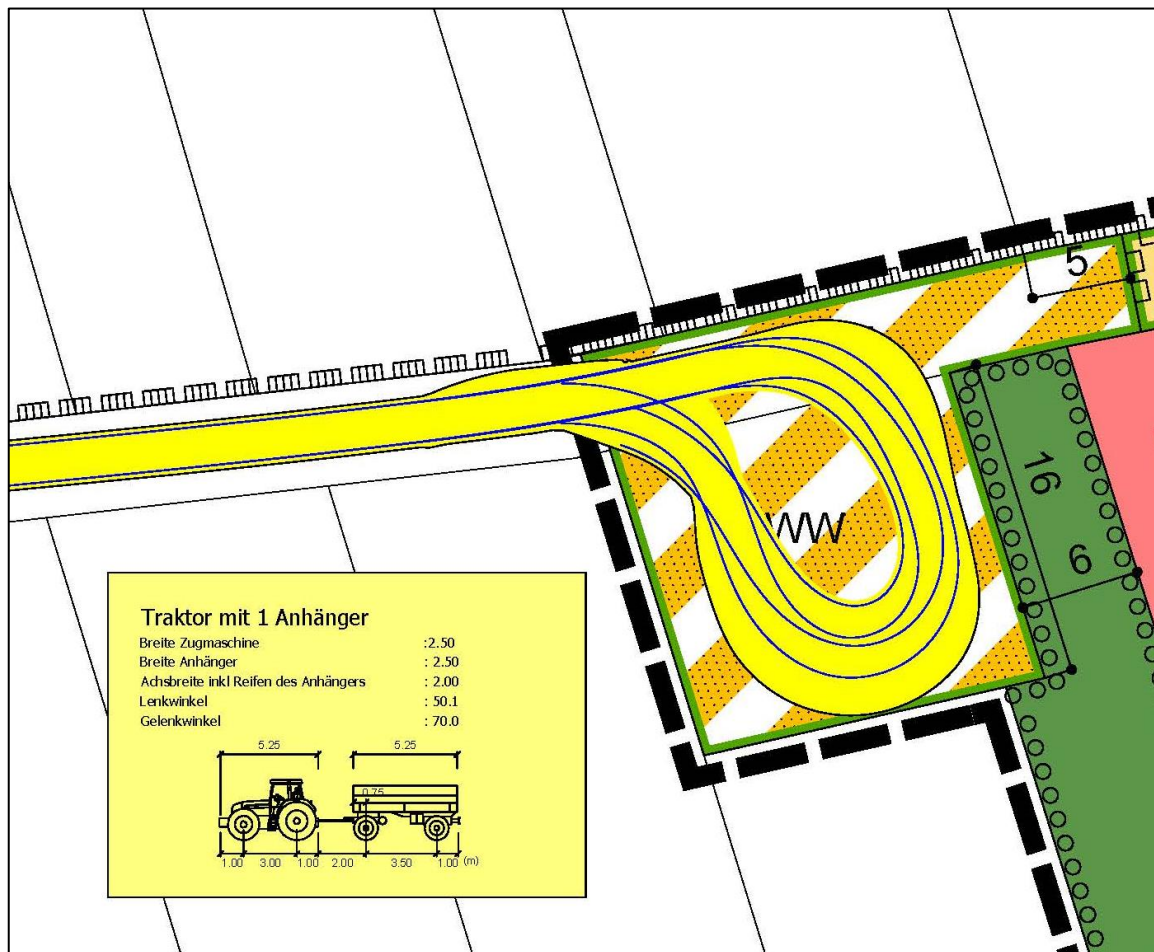 5
16
6
WW
Traktor mit 1 Anhänger
Breite Zugmaschine :2.50
Breite Anhänger : 2.50
Achsbreite inkl Reifen des Anhängers : 2.00
Lenkwinkel : 50.1
Gelenkwinkel : 70.0
5.25 5.25
0.75
1.00 3.00 1.00 2.00 3.50 1.00 (m)